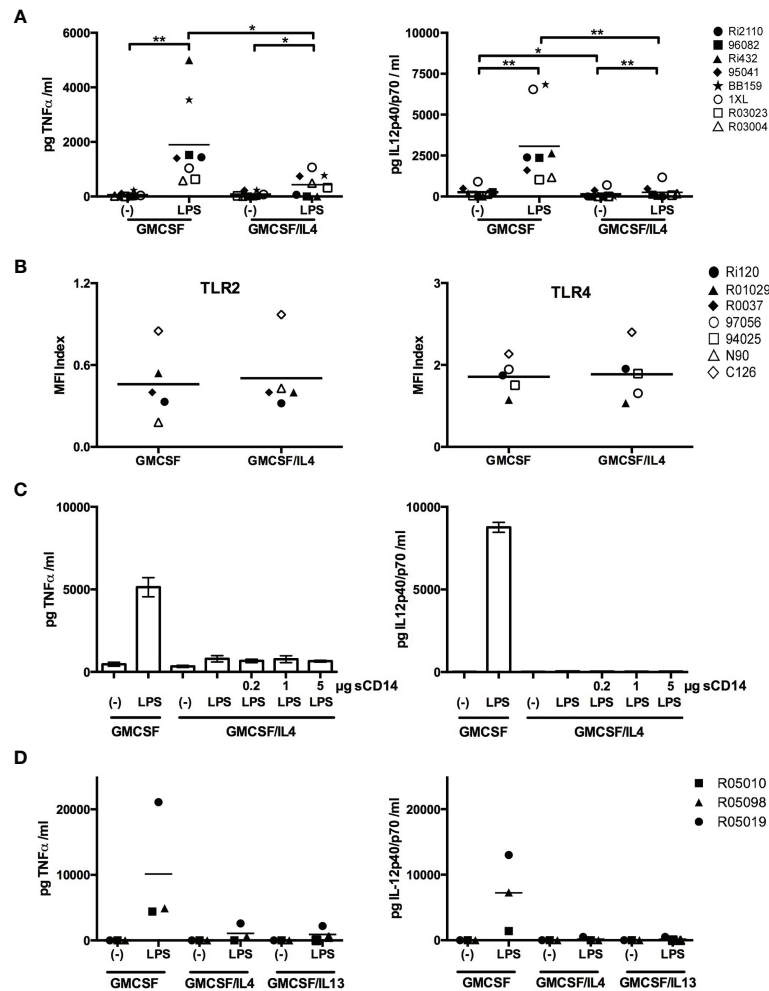 A
pg TNFα /ml
6000
4000
2000
0
**
*
*
(-) LPS (-) LPS
GMCSF GMCSF/IL4
pg IL12p40/p70 / ml
10000
7500
5000
2500
0
**
*
**
**
(-) LPS (-) LPS
GMCSF GMCSF/IL4
Ri2110
96082
Ri432
95041
BB159
1XL
R03023
R03004
B
TLR2
MFI Index
1.2
0.6
0.0
GMCSF GMCSF/IL4
TLR4
MFI Index
3
2
3
GMCSF GMCSF/IL4
Ri120
R01029
R0037
97056
94025
N90
C126
C
pg TNFα /ml
10000
5000
0
0.2 1 5 µg sCD14
(-) LPS (-) LPS LPS LPS LPS
GMCSF GMCSF/IL4
pg IL12p40/p70 /ml
10000
5000
0
0.2 1 5 µg sCD14
(-) LPS (-) LPS LPS LPS LPS
GMCSF GMCSF/IL4
D
pg TNFα /ml
20000
10000
0
(-) LPS (-) LPS (-) LPS
GMCSF GMCSF/IL4 GMCSF/IL13
pg IL-12p40/p70 /ml
20000
10000
0
(-) LPS (-) LPS (-) LPS
GMCSF GMCSF/IL4 GMCSF/IL13
R05010
R05098
R05019